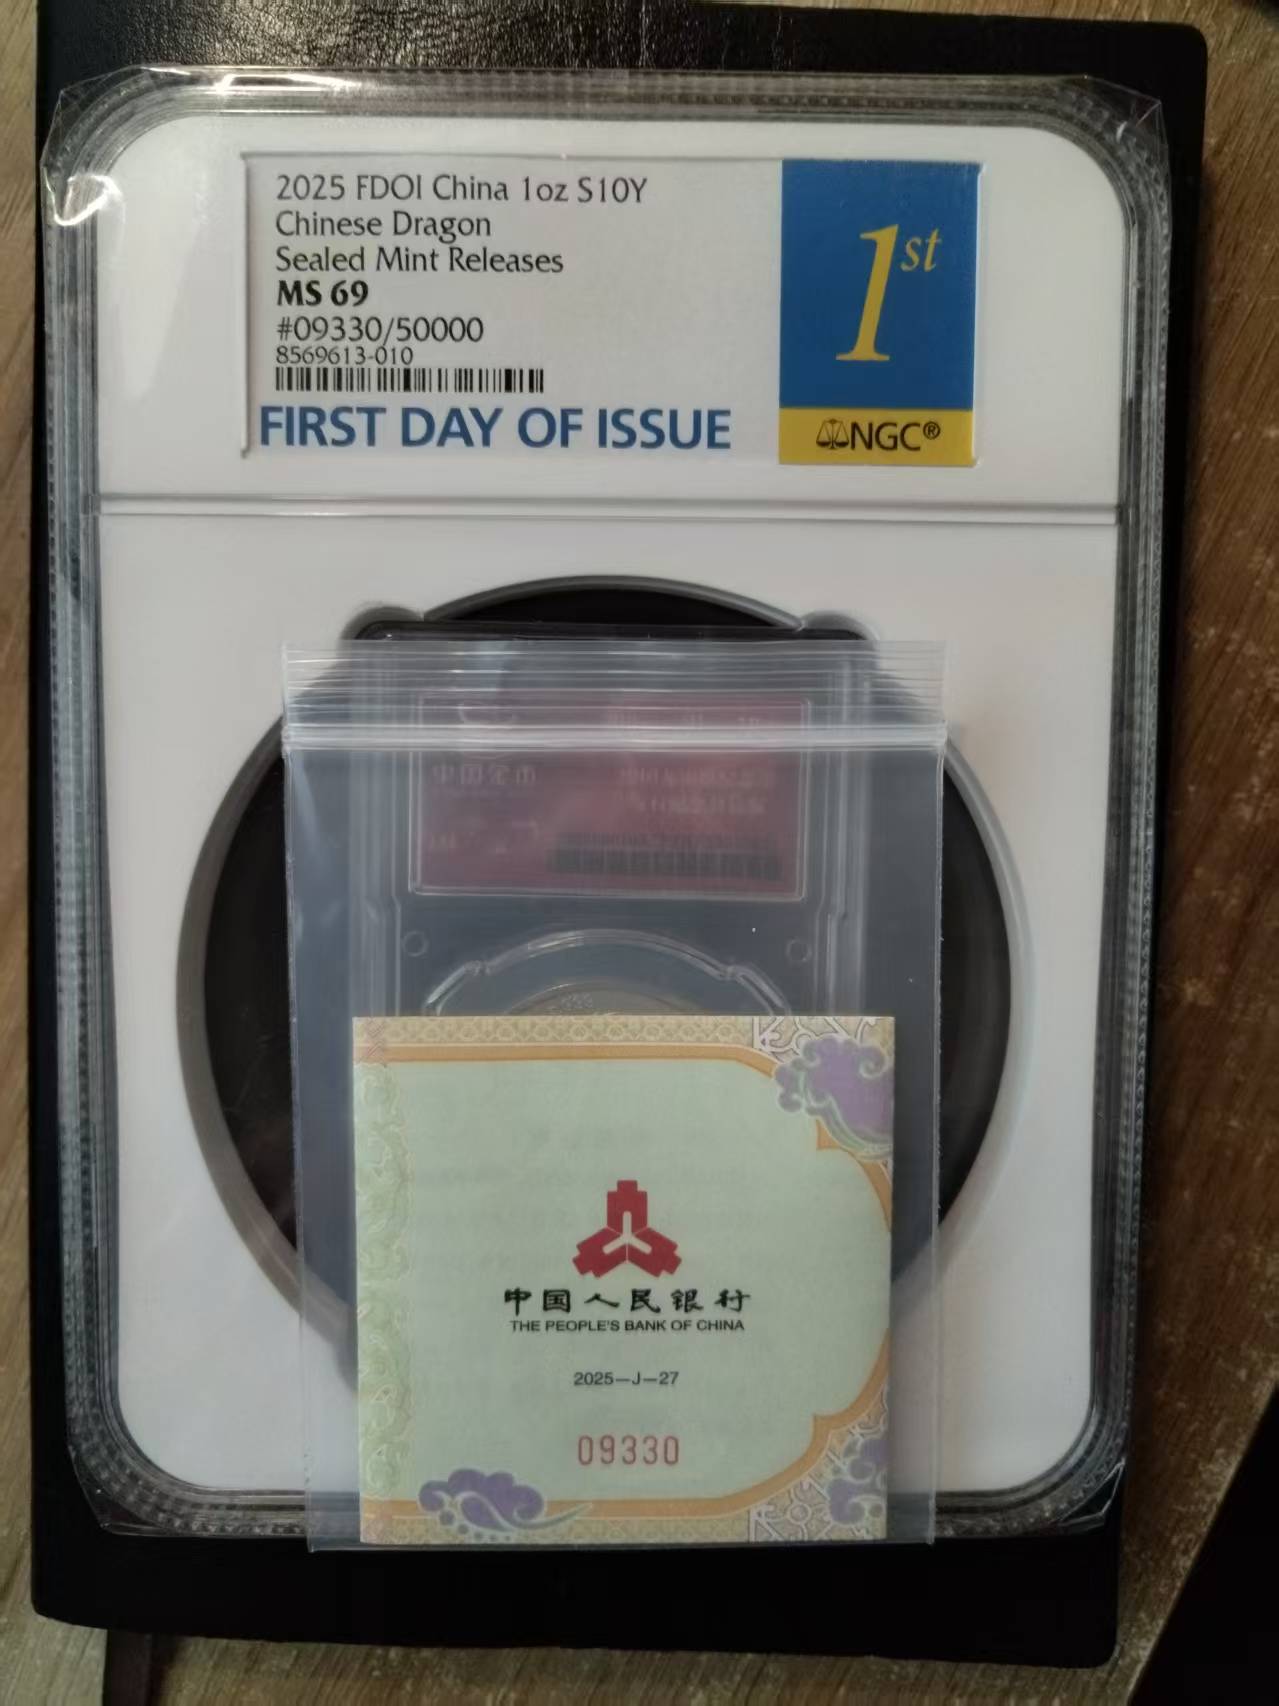 2025 FDOI China 1oz S10Y
Chinese Dragon
Sealed Mint Releases
MS 69
#09330/50000
8569613-010
FIRST DAY OF ISSUE
1st
NGC®
中国人民银行
THE PEOPLE'S BANK OF CHINA
2025-J-27
09330